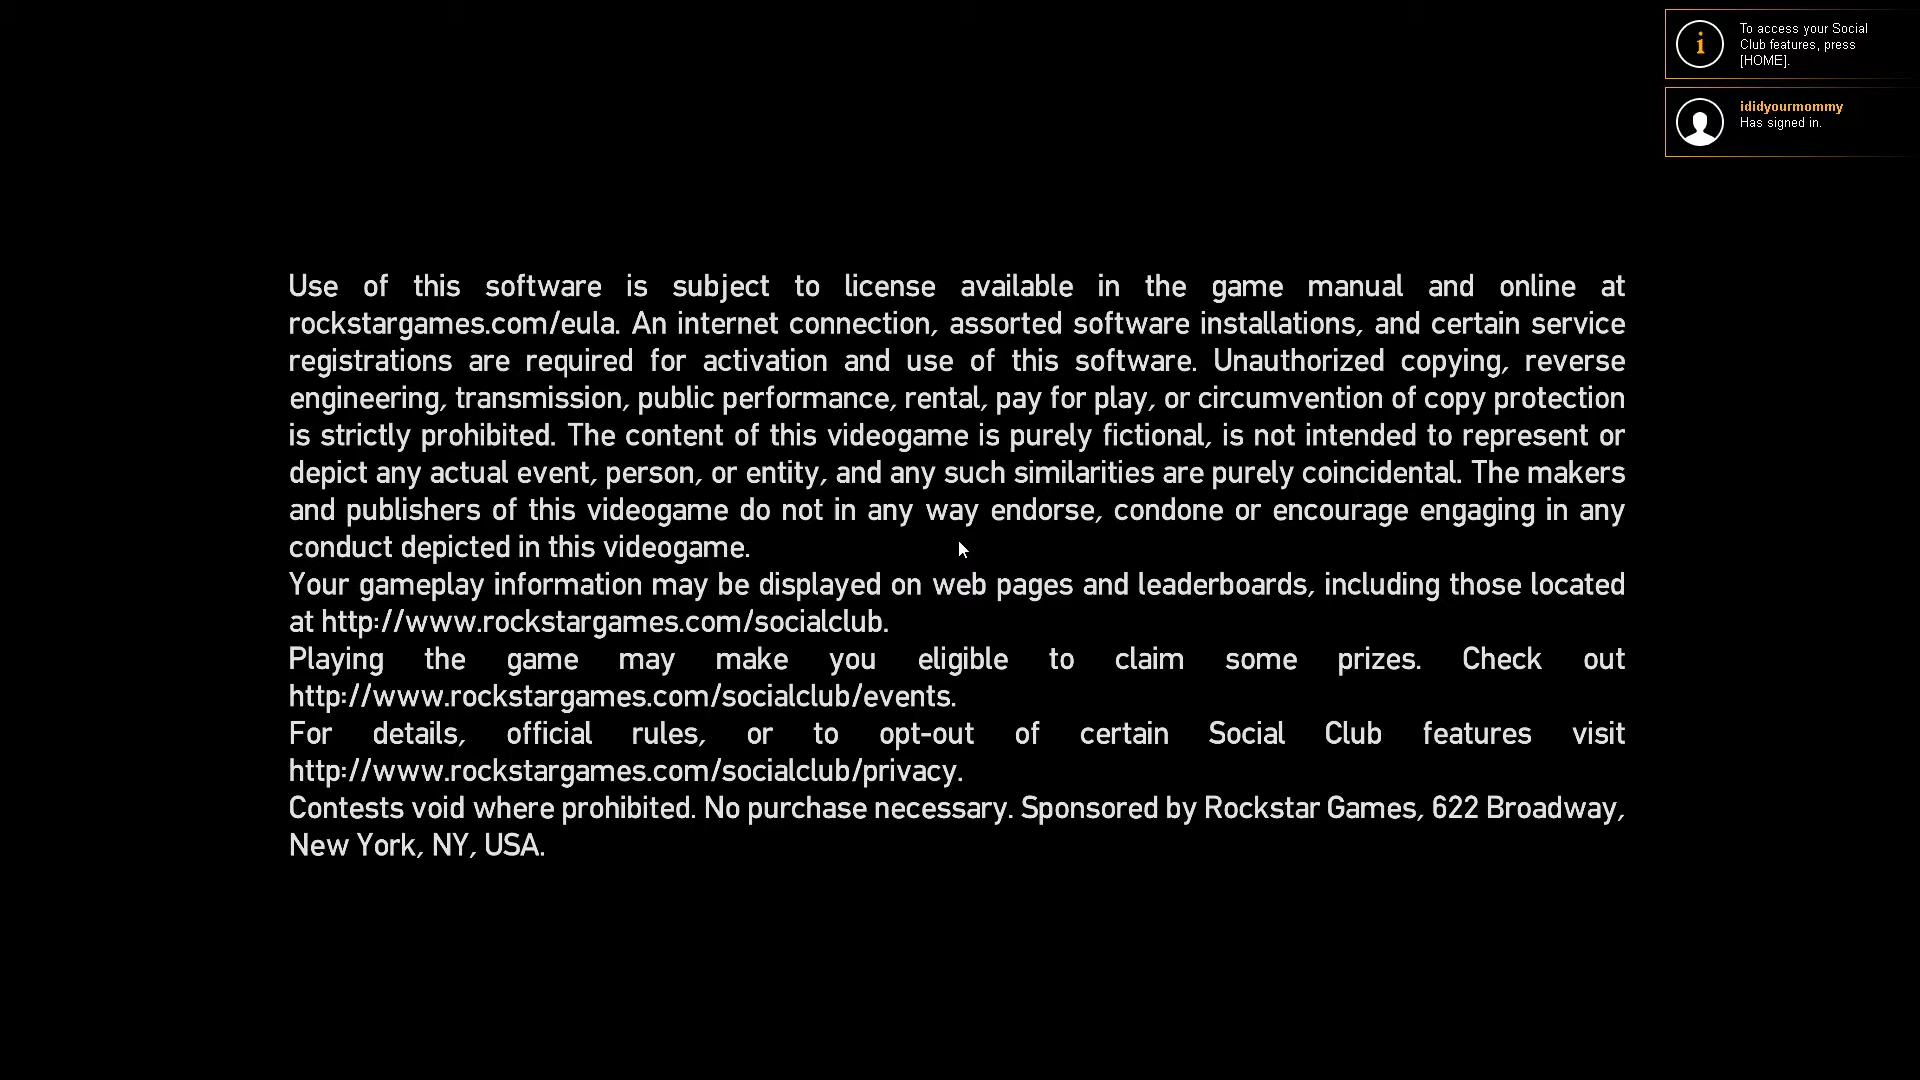 To access your Social
Club features, press
[HOME].
ididyourmommy
Has signed in.
Use of this software is subject to license available in the game manual and online at
rockstargames.com/eula. An internet connection, assorted software installations, and certain service
registrations are required for activation and use of this software. Unauthorized copying, reverse
engineering, transmission, public performance, rental, pay for play, or circumvention of copy protection
is strictly prohibited. The content of this videogame is purely fictional, is not intended to represent or
depict any actual event, person, or entity, and any such similarities are purely coincidental. The makers
and publishers of this videogame do not in any way endorse, condone or encourage engaging in any
conduct depicted in this videogame.
Your gameplay information may be displayed on web pages and leaderboards, including those located
at http://www.rockstargames.com/socialclub.
Playing the game may make you eligible to claim some prizes. Check out
http://www.rockstargames.com/socialclub/events.
For details, official rules, or to opt-out of certain Social Club features visit
http://www.rockstargames.com/socialclub/privacy.
Contests void where prohibited. No purchase necessary. Sponsored by Rockstar Games, 622 Broadway,
New York, NY, USA.